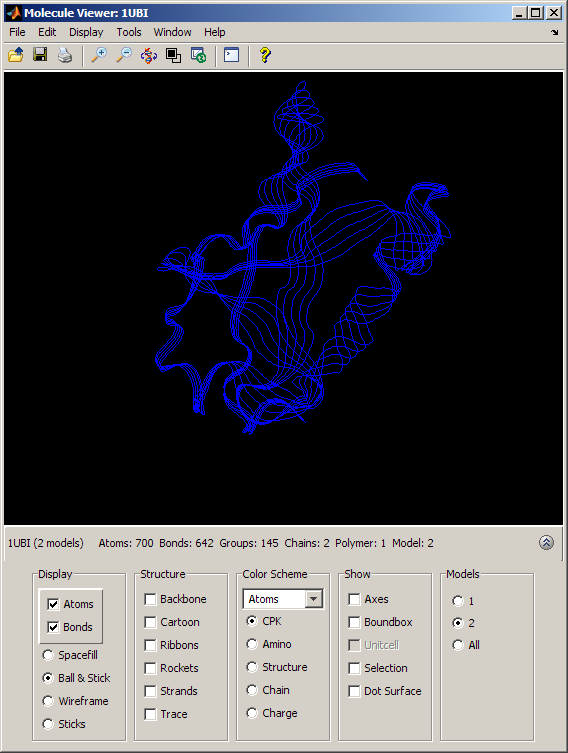 Molecule Viewer: 1UBI
File Edit Display Tools Window Help
1UBI (2 models) Atoms: 700 Bonds: 642 Groups: 145 Chains: 2 Polymer: 1 Model: 2
Display
Atoms
Bonds
Spacefill
Ball & Stick
Wireframe
Sticks
Structure
Backbone
Cartoon
Ribbons
Rockets
Strands
Trace
Color Scheme
Atoms
CPK
Amino
Structure
Chain
Charge
Show
Axes
Boundbox
Unitcell
Selection
Dot Surface
Models
1
2
All